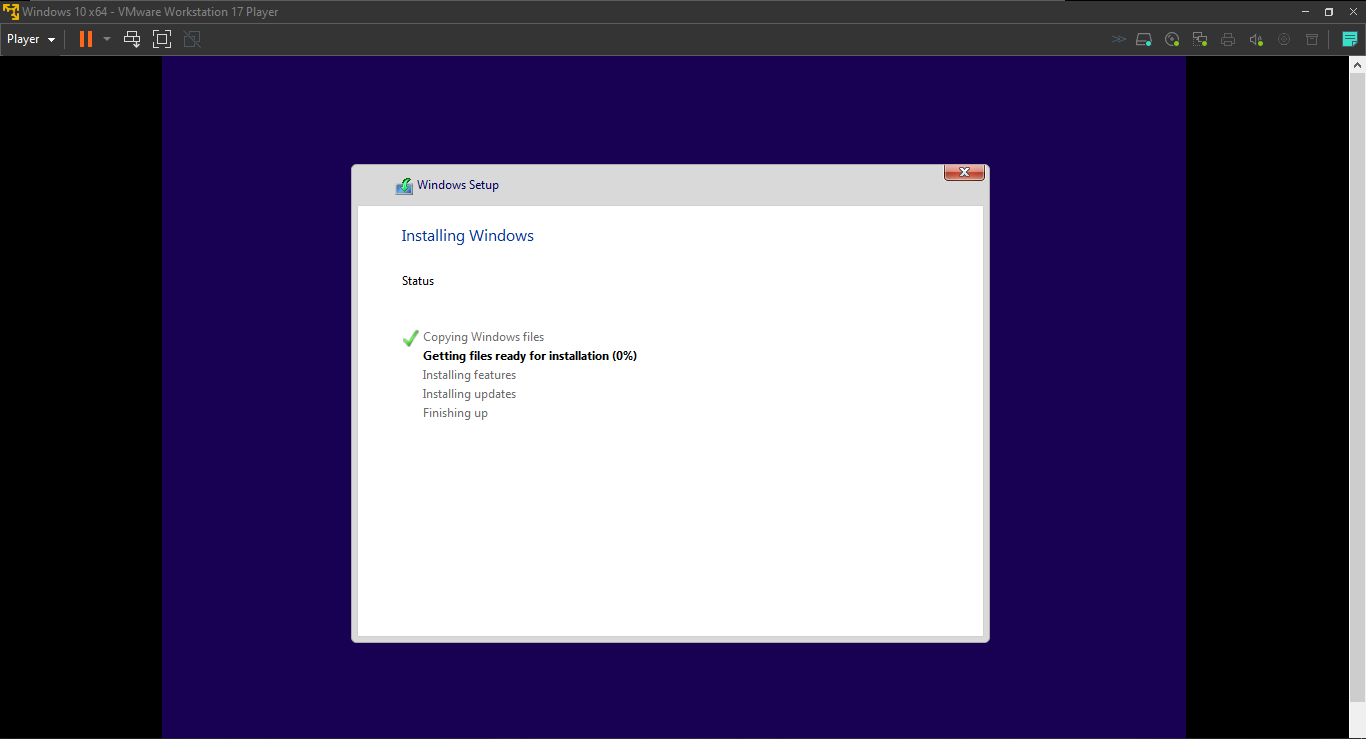 Windows 10 x64 - VMware Workstation 17 Player
Player
Windows Setup
Installing Windows
Status
Copying Windows files
Getting files ready for installation (0%)
Installing features
Installing updates
Finishing up